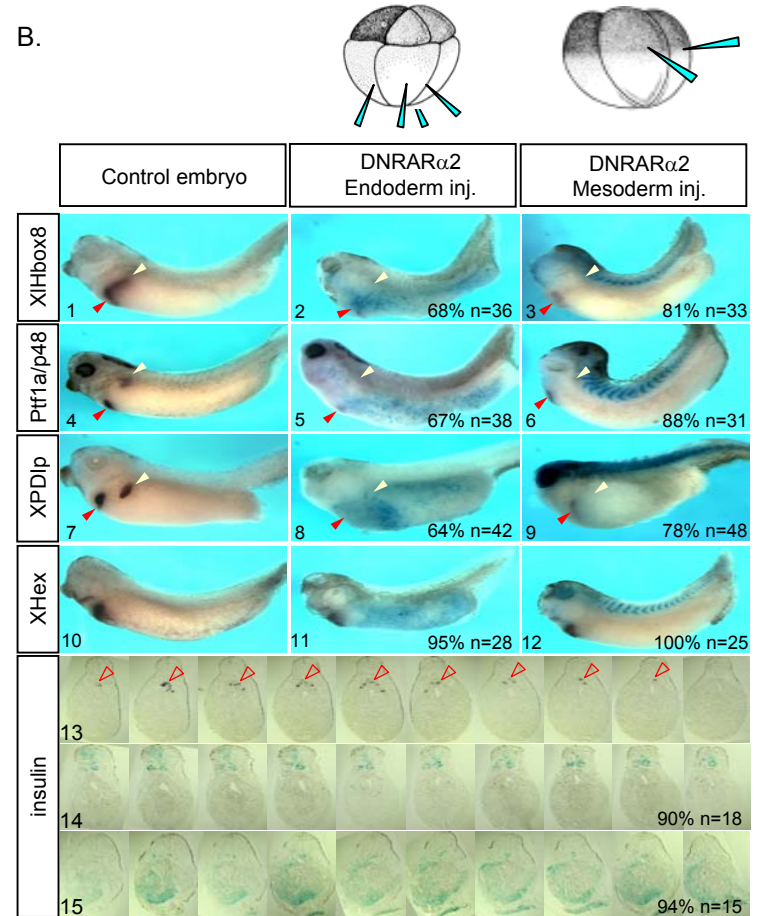 B.
Control embryo
DNRARα2
Endoderm inj.
DNRARα2
Mesoderm inj.
XlHbox8
1
2
68% n=36
3
81% n=33
Ptf1a/p48
4
5
67% n=38
6
88% n=31
XPDIp
7
8
64% n=42
9
78% n=48
XHex
10
11
95% n=28
12
100% n=25
insulin
13
14
90% n=18
15
94% n=15